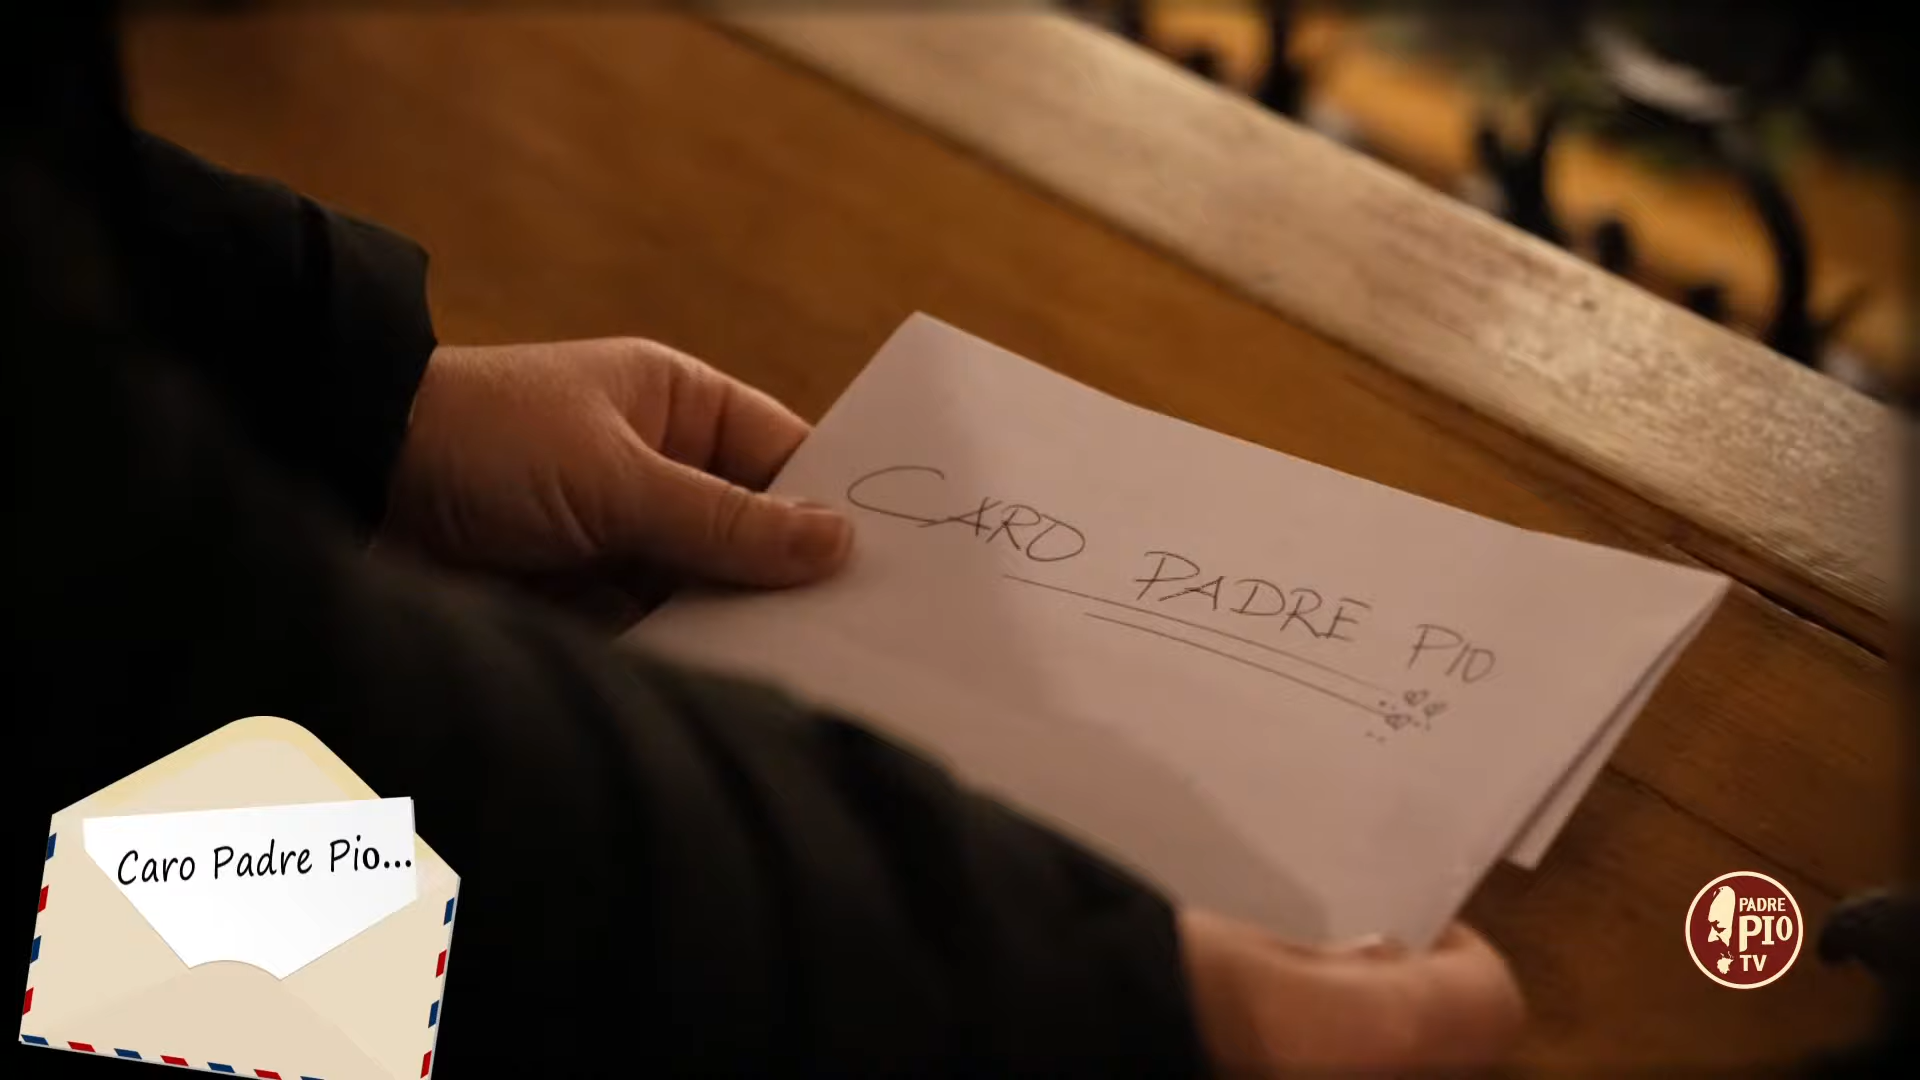 CARO PADRE PIO
Caro Padre Pio...
PADRE
PIO
TV